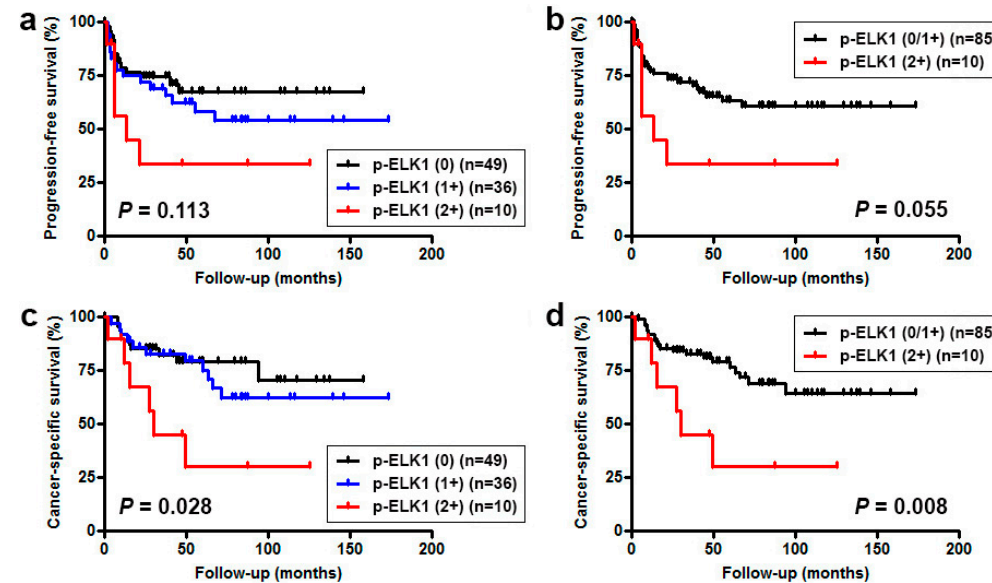 a
Progression-free survival (%)
100
75
50
25
0
p-ELK1 (0) (n=49)
p-ELK1 (1+) (n=36)
p-ELK1 (2+) (n=10)
P = 0.113
0 50 100 150 200
Follow-up (months)
b
Progression-free survival (%)
100
75
50
25
0
p-ELK1 (0/1+) (n=85
p-ELK1 (2+) (n=10)
P = 0.055
0 50 100 150 200
Follow-up (months)
c
Cancer-specific survival (%)
100
75
50
25
0
p-ELK1 (0) (n=49)
p-ELK1 (1+) (n=36)
p-ELK1 (2+) (n=10)
P = 0.028
0 50 100 150 200
Follow-up (months)
d
Cancer-specific survival (%)
100
75
50
25
0
p-ELK1 (0/1+) (n=85
p-ELK1 (2+) (n=10)
P = 0.008
0 50 100 150 200
Follow-up (months)